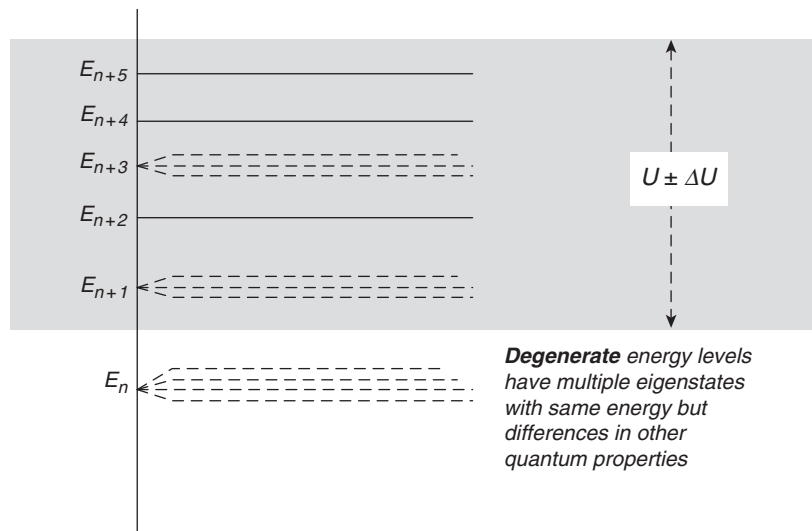 E_{n+5}
E_{n+4}
E_{n+3}
E_{n+2}
E_{n+1}
E_n
U ± ΔU
Degenerate energy levels
have multiple eigenstates
with same energy but
differences in other
quantum properties